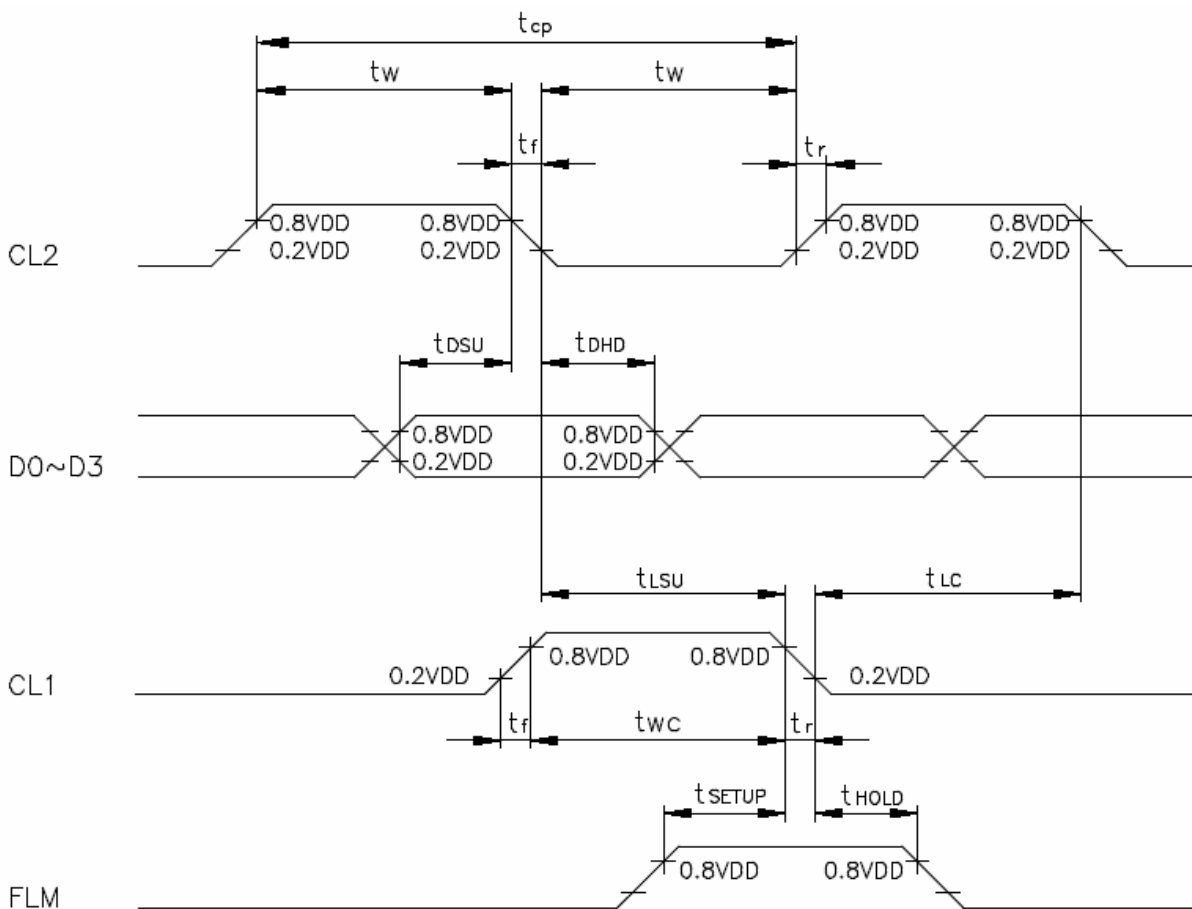 tcp
tW tW
tf tr
0.8VDD 0.8VDD 0.8VDD 0.8VDD
CL2 0.2VDD 0.2VDD 0.2VDD 0.2VDD
tDSU tDHD
0.8VDD 0.8VDD
D0~D3 0.2VDD 0.2VDD
tLSU tLC
0.8VDD 0.8VDD
CL1 0.2VDD 0.2VDD
tf tWC tr
tSETUP tHOLD
0.8VDD 0.8VDD
FLM